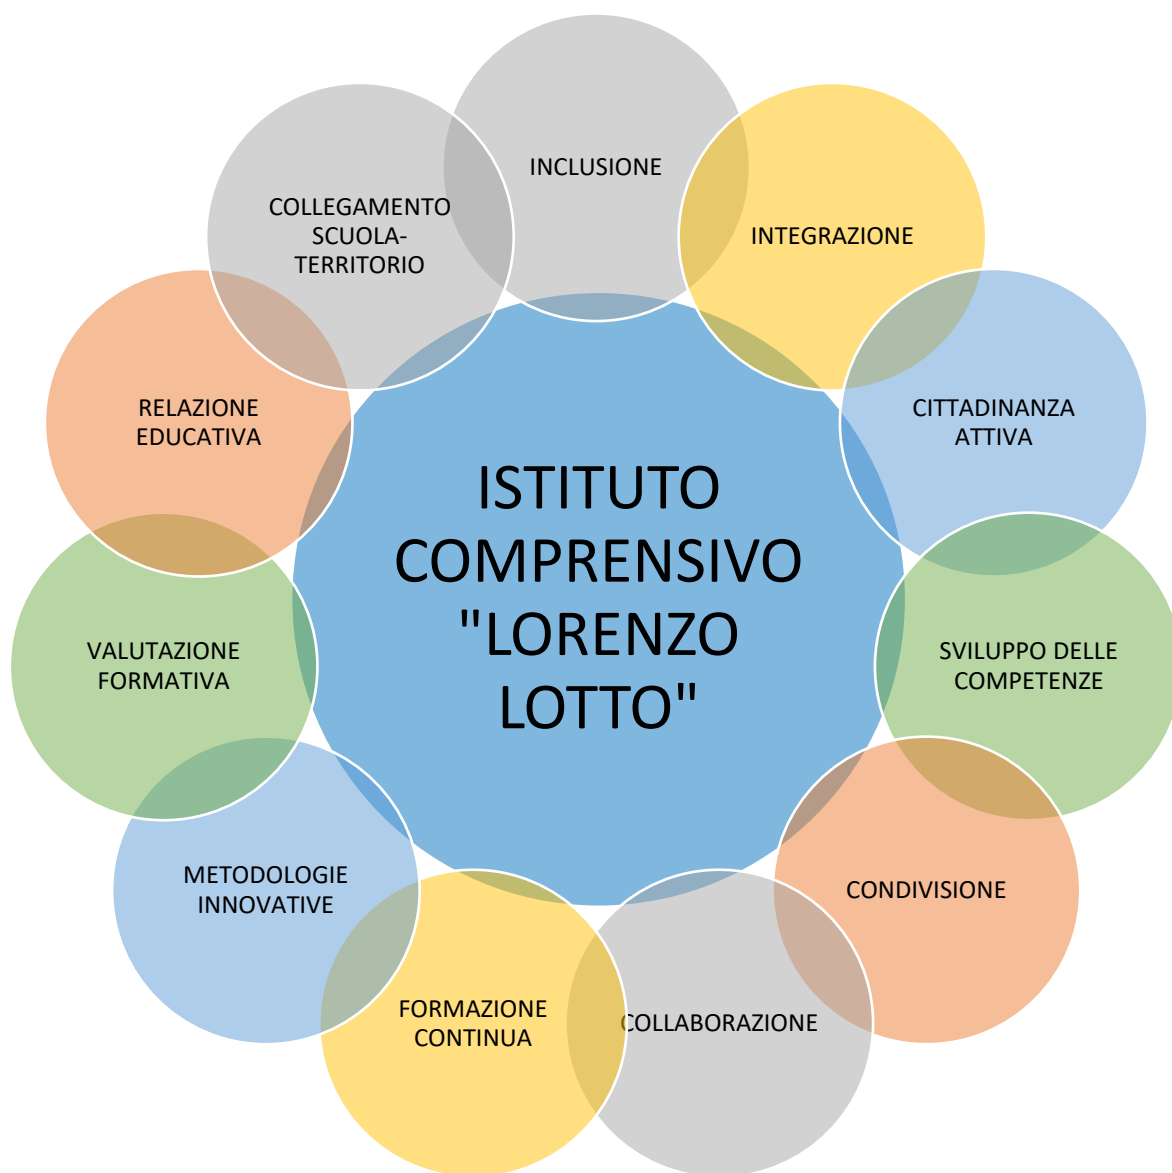 INCLUSIONE
INTEGRAZIONE
CITTADINANZA
ATTIVA
SVILUPPO DELLE
COMPETENZE
CONDIVISIONE
COLLABORAZIONE
FORMAZIONE
CONTINUA
METODOLOGIE
INNOVATIVE
VALUTAZIONE
FORMATIVA
RELAZIONE
EDUCATIVA
COLLEGAMENTO
SCUOLA-
TERRITORIO
ISTITUTO
COMPRENSIVO
"LORENZO
LOTTO"